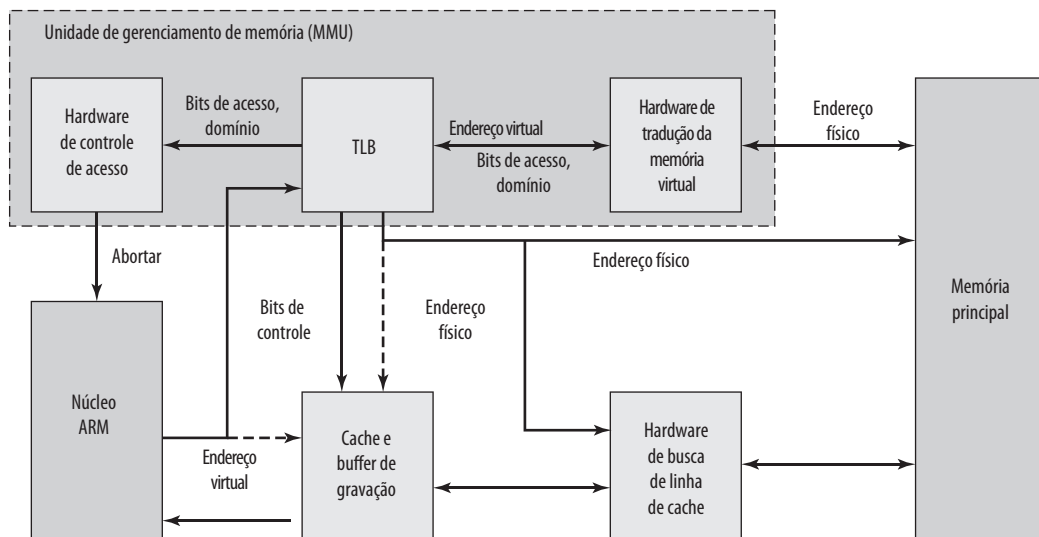 Unidade de gerenciamento de memória (MMU)
Hardware
de controle
de acesso
Bits de acesso,
domínio
TLB
Endereço virtual
Bits de acesso,
domínio
Hardware de
tradução da
memória
virtual
Endereço
físico
Abortar
Endereço físico
Memória
principal
Bits de
controle
Endereço
físico
Núcleo
ARM
Endereço
virtual
Cache e
buffer de
gravação
Hardware
de busca
de linha
de cache